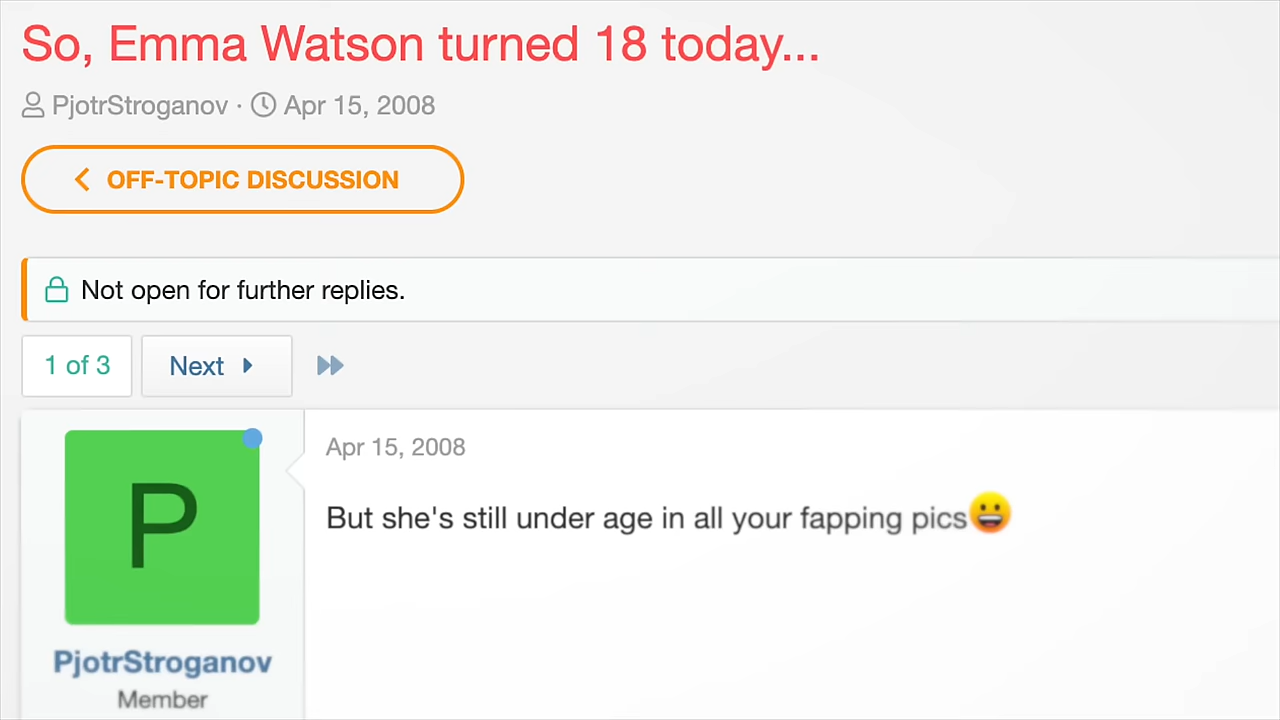 So, Emma Watson turned 18 today...
PjotrStroganov · Apr 15, 2008
OFF-TOPIC DISCUSSION
Not open for further replies.
1 of 3 Next
P
Apr 15, 2008
But she's still under age in all your fapping pics😀
PjotrStroganov
Member